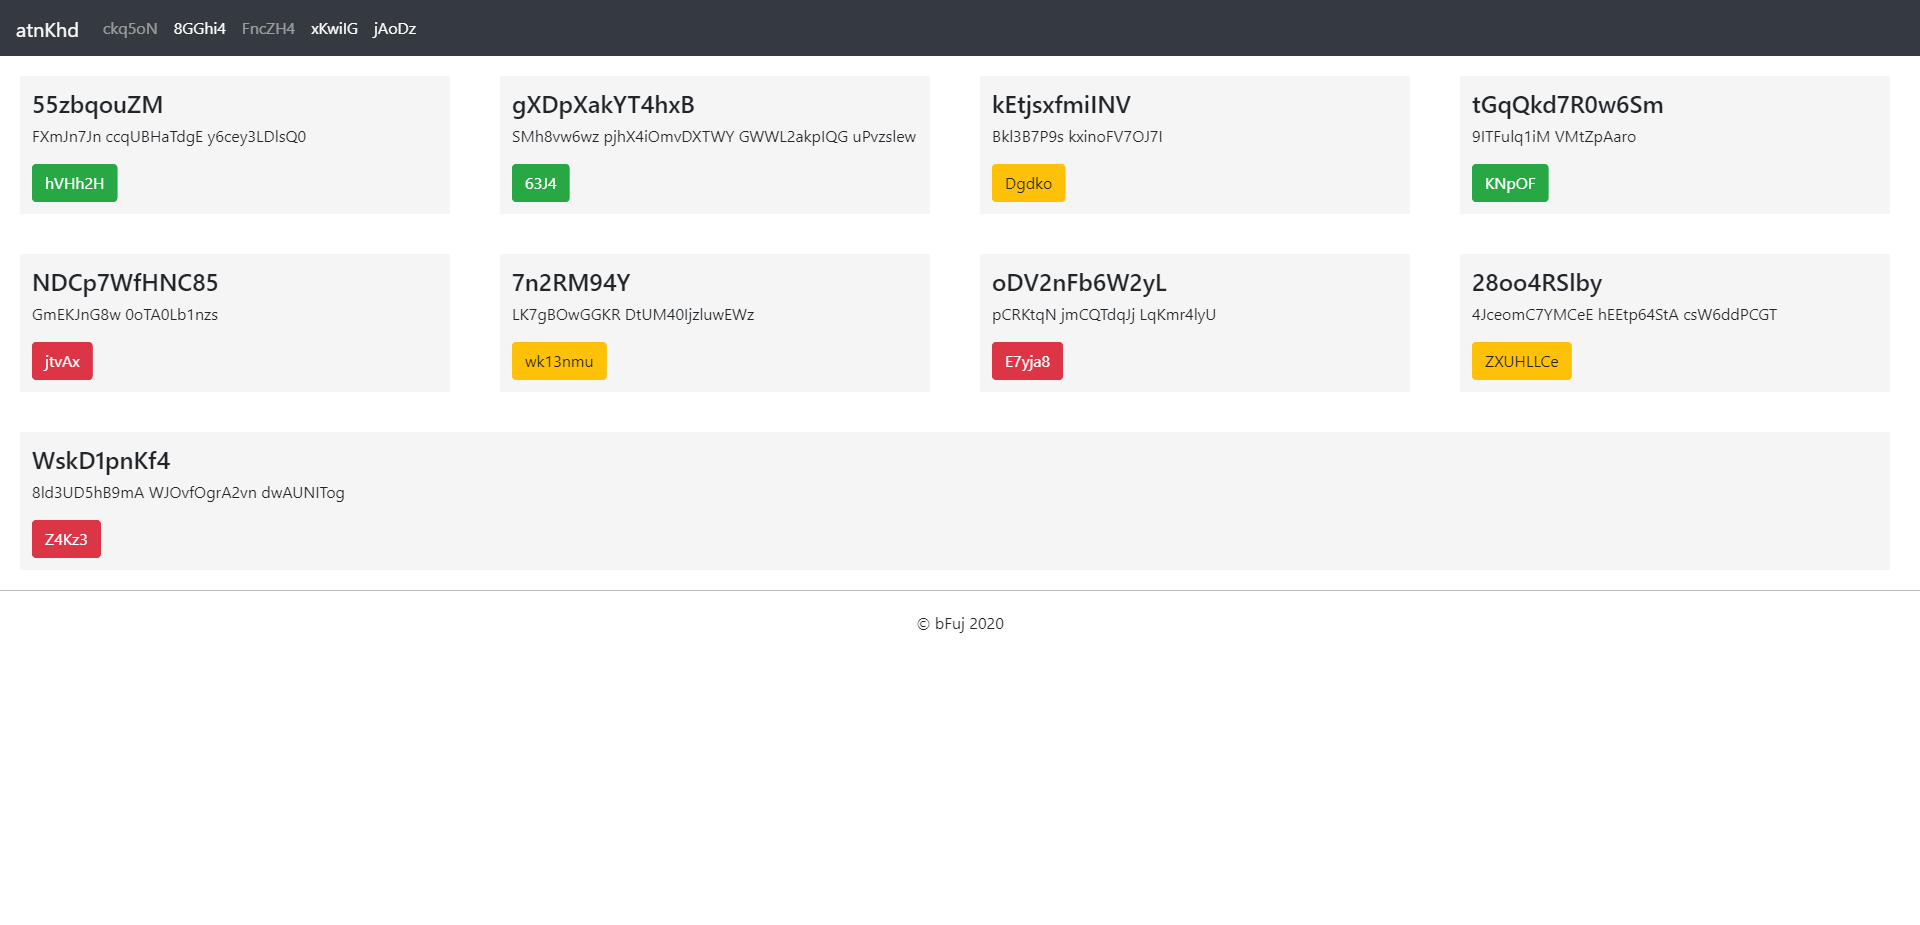 atnKhd ckq5oN 8GGhi4 FncZH4 xKwilG jAoDz
55zbqouZM
FXmJn7Jn ccqUBHaTdgE y6cey3LDlsQ0
hVHh2H
gXDpXakYT4hxB
SMh8vw6wz pjhX4iOmvDXTWY GWWL2akpIQG uPvzslew
63J4
kEtjsxfmiINV
Bkl3B7P9s kxinoFV7OJ7I
Dgdko
tGqQkd7R0w6Sm
9ITFulq1iM VMtZpAaro
KNpOF
NDCp7WfHNC85
GmEKJnG8w 0oTA0Lb1nzs
jtvAx
7n2RM94Y
LK7gBOwGGKR DtUM40IjzluwEWz
wk13nmu
oDV2nFb6W2yL
pCRKtqN jmCQTdqJj LqKmr4lyU
E7yja8
28oo4RSlby
4JceomC7YMCeE hEEtp64StA csW6ddPCGT
ZXUHLLCe
WskD1pnKf4
8ld3UD5hB9mA WJOvfOgrA2vn dwAUNITog
Z4Kz3
© bFuj 2020